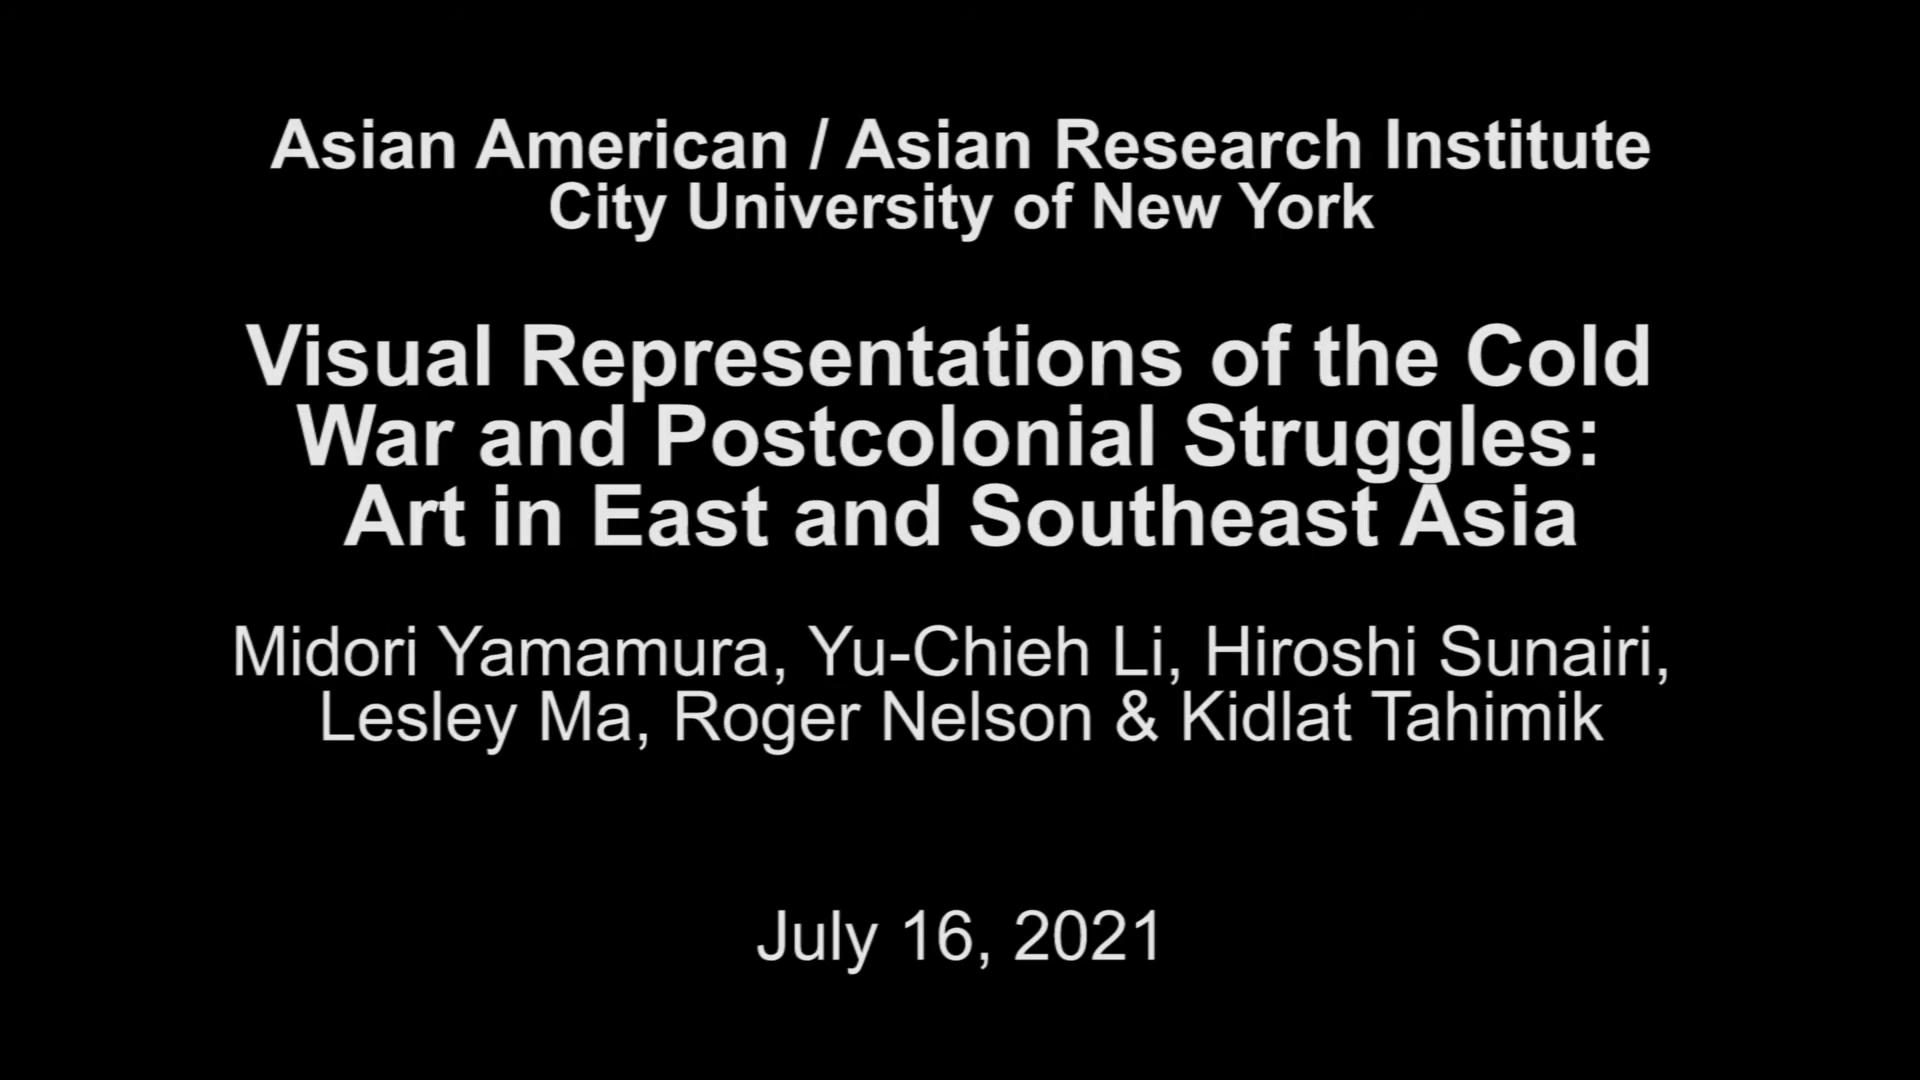 Asian American / Asian Research Institute
City University of New York
Visual Representations of the Cold
War and Postcolonial Struggles:
Art in East and Southeast Asia
Midori Yamamura, Yu-Chieh Li, Hiroshi Sunairi,
Lesley Ma, Roger Nelson & Kidlat Tahimik
July 16, 2021